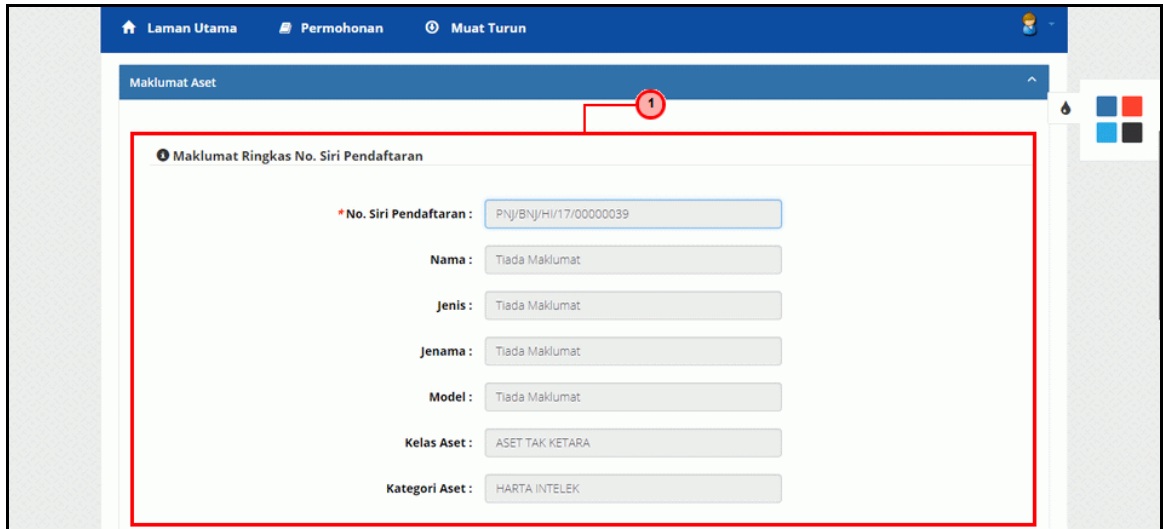 Laman Utama Permohonan Muat Turun
Maklumat Aset
1
Maklumat Ringkas No. Siri Pendaftaran
*No. Siri Pendaftaran : PNJ/BNJ/HI/17/00000039
Nama : Tiada Maklumat
Jenis : Tiada Maklumat
Jenama : Tiada Maklumat
Model : Tiada Maklumat
Kelas Aset : ASET TAK KETARA
Kategori Aset : HARTA INTELEK